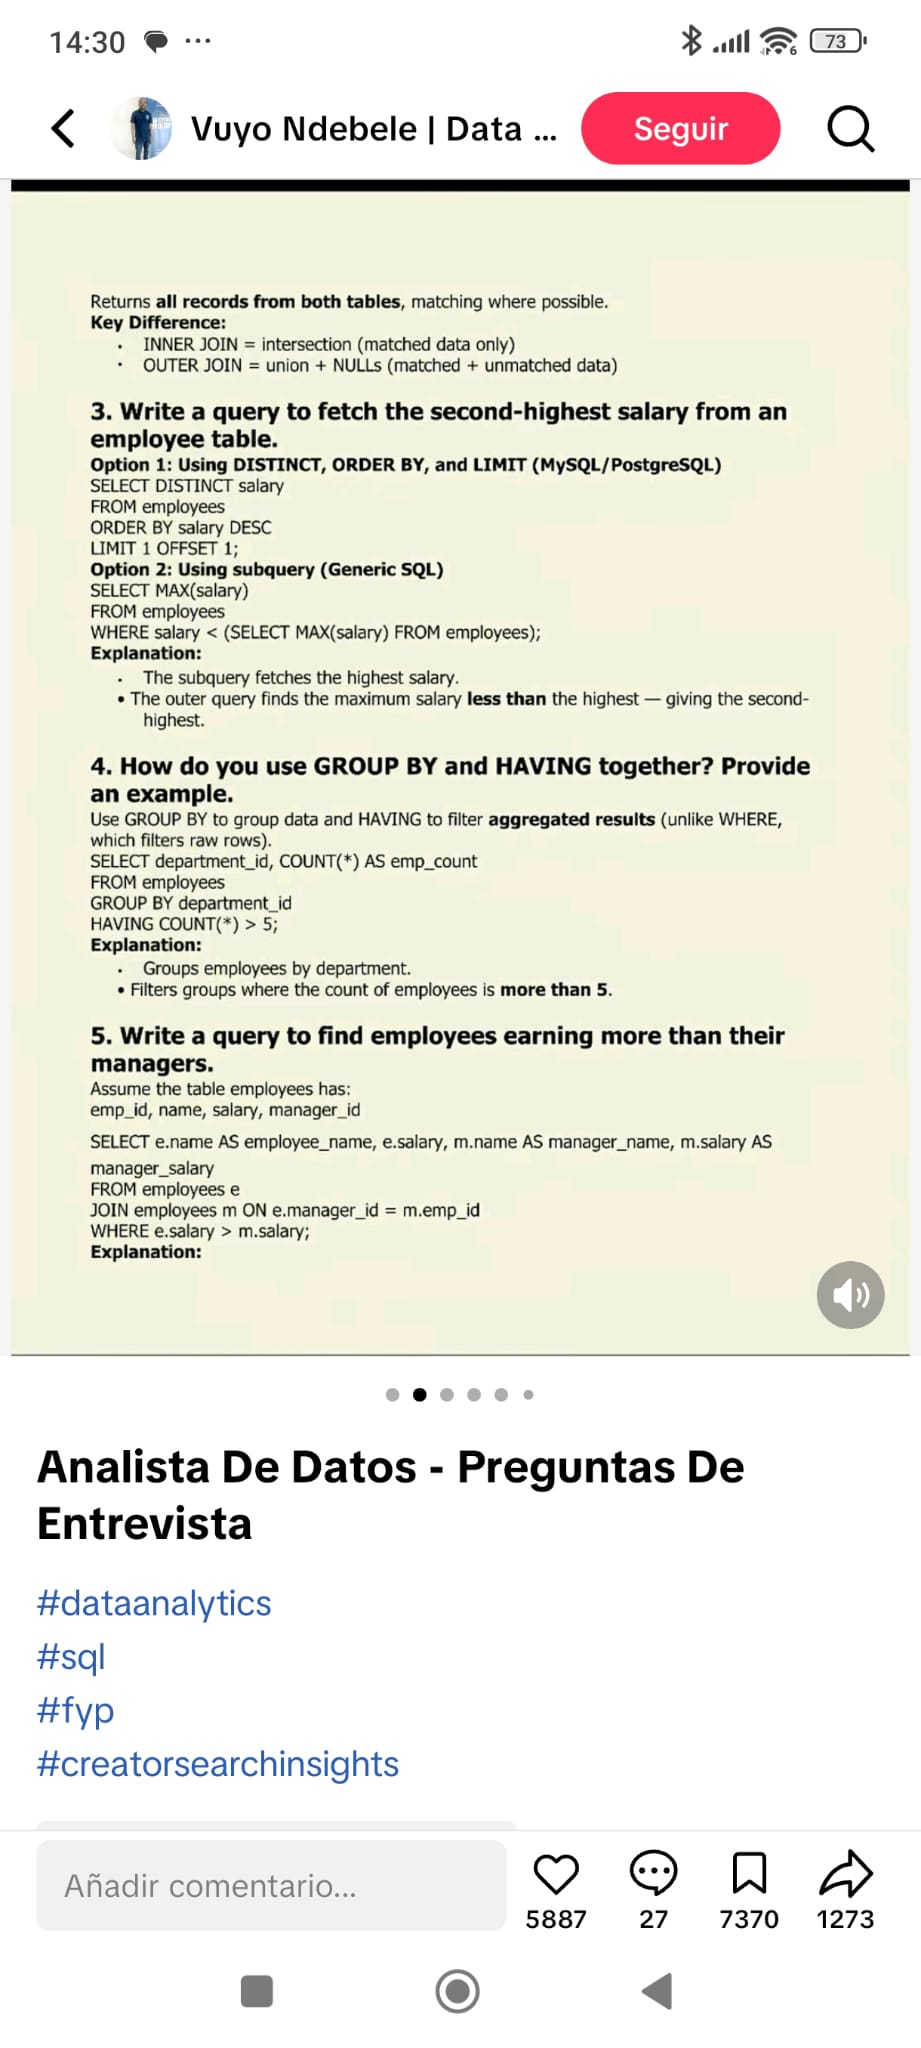 14:30
73
Vuyo Ndebele | Data ...
Seguir
Returns all records from both tables, matching where possible.
Key Difference:
• INNER JOIN = intersection (matched data only)
• OUTER JOIN = union + NULLs (matched + unmatched data)
3. Write a query to fetch the second-highest salary from an
employee table.
Option 1: Using DISTINCT, ORDER BY, and LIMIT (MySQL/PostgreSQL)
SELECT DISTINCT salary
FROM employees
ORDER BY salary DESC
LIMIT 1 OFFSET 1;
Option 2: Using subquery (Generic SQL)
SELECT MAX(salary)
FROM employees
WHERE salary < (SELECT MAX(salary) FROM employees);
Explanation:
• The subquery fetches the highest salary.
• The outer query finds the maximum salary less than the highest — giving the second-
highest.
4. How do you use GROUP BY and HAVING together? Provide
an example.
Use GROUP BY to group data and HAVING to filter aggregated results (unlike WHERE,
which filters raw rows).
SELECT department_id, COUNT(*) AS emp_count
FROM employees
GROUP BY department_id
HAVING COUNT(*) > 5;
Explanation:
• Groups employees by department.
• Filters groups where the count of employees is more than 5.
5. Write a query to find employees earning more than their
managers.
Assume the table employees has:
emp_id, name, salary, manager_id
SELECT e.name AS employee_name, e.salary, m.name AS manager_name, m.salary AS
manager_salary
FROM employees e
JOIN employees m ON e.manager_id = m.emp_id
WHERE e.salary > m.salary;
Explanation:
Analista De Datos - Preguntas De
Entrevista
#dataanalytics
#sql
#fyp
#creatorsearchinsights
Añadir comentario...
5887
27
7370
1273